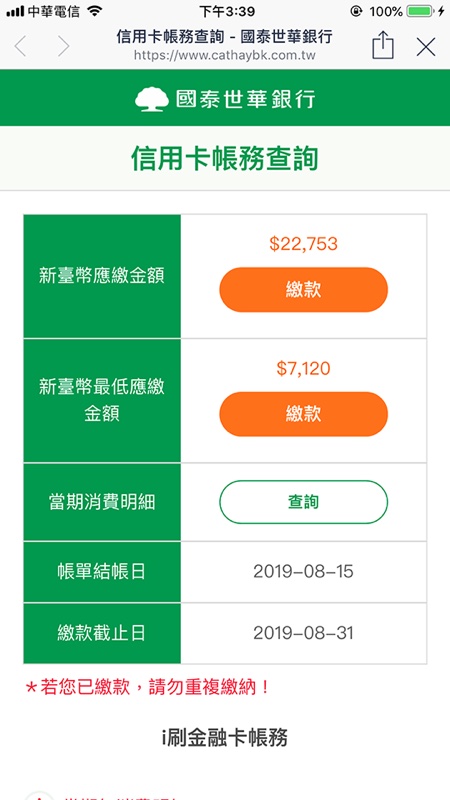 中華電信 下午3:39 100%
信用卡帳務查詢 - 國泰世華銀行
https://www.cathaybk.com.tw
國泰世華銀行
信用卡帳務查詢
$22,753
新臺幣應繳金額
繳款
$7,120
新臺幣最低應繳
金額
繳款
當期消費明細 查詢
帳單結帳日 2019-08-15
繳款截止日 2019-08-31
*若您已繳款，請勿重複繳納！
i刷金融卡帳務